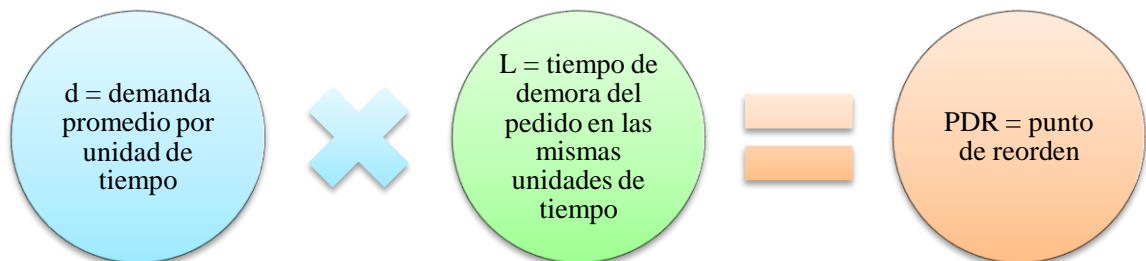 d = demanda
promedio por
unidad de
tiempo
L = tiempo de
demora del
pedido en las
mismas
unidades de
tiempo
PDR = punto
de reorden